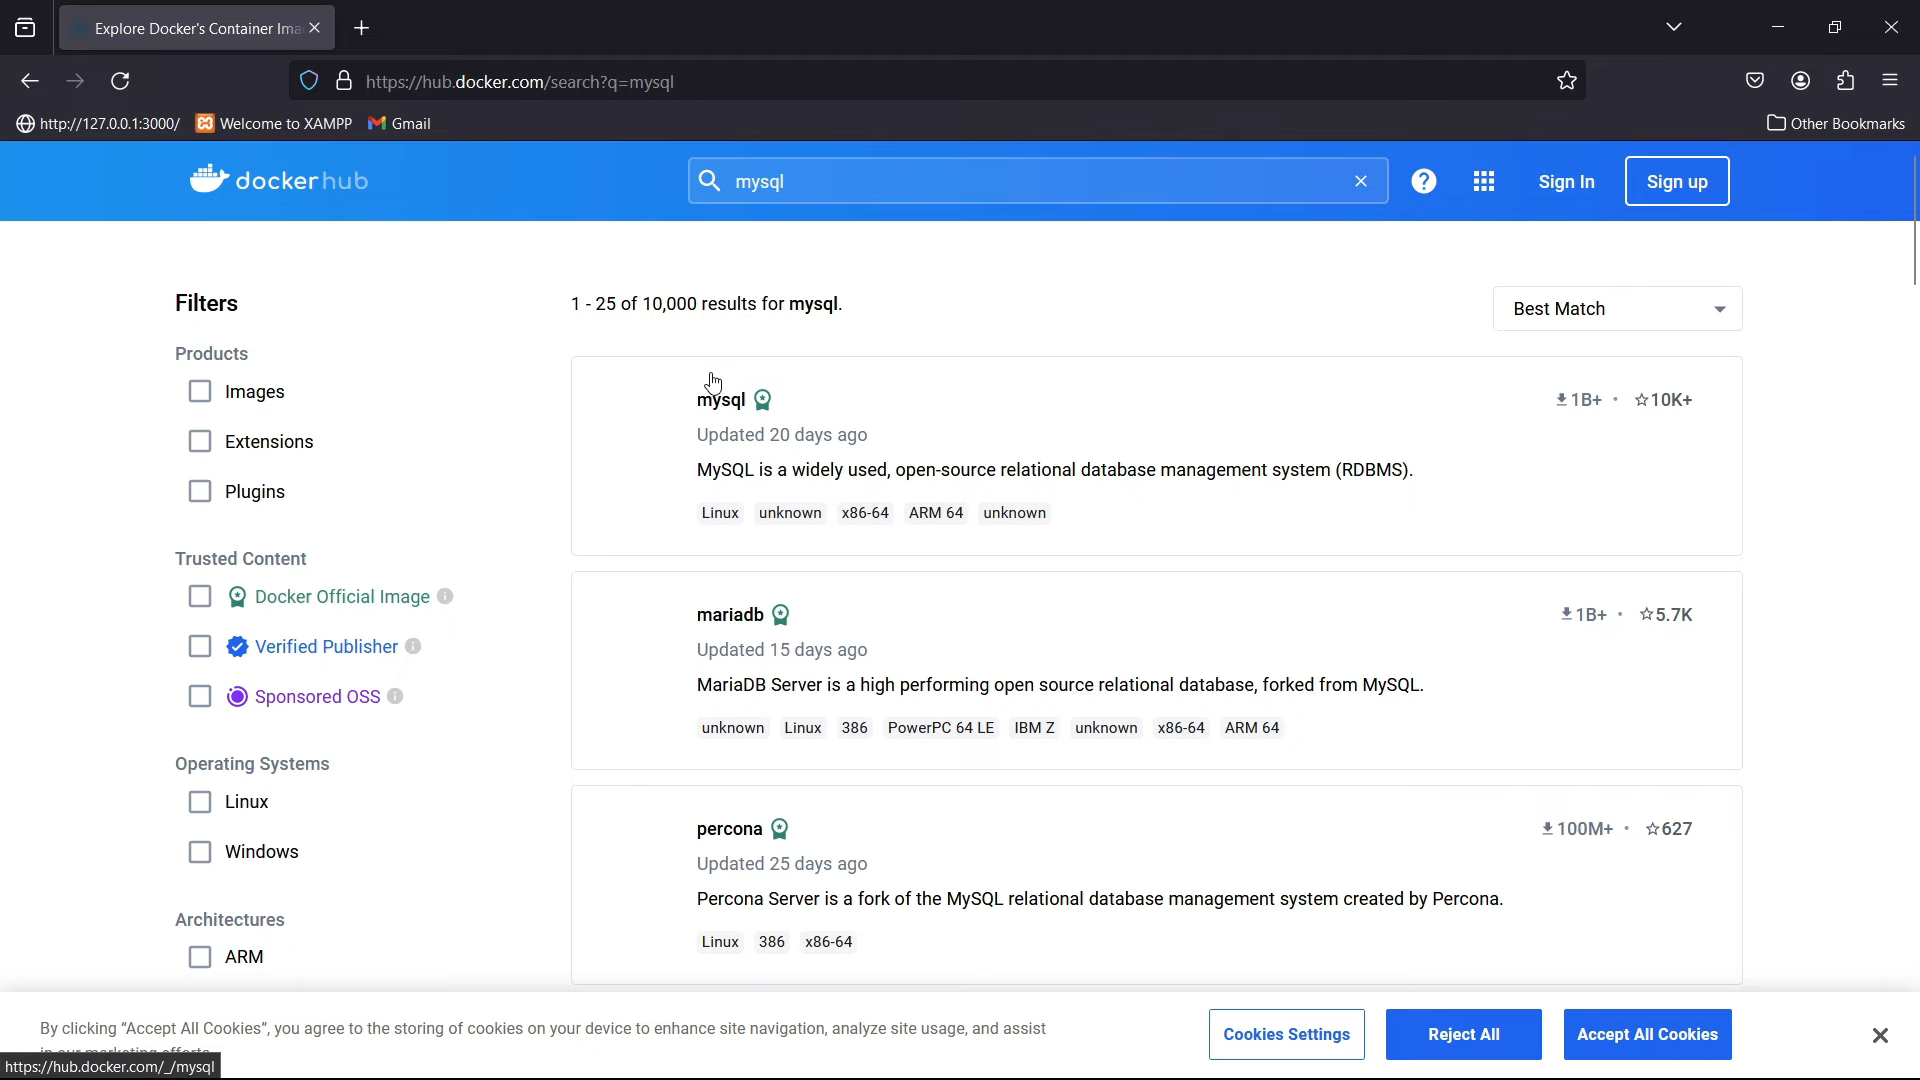 Explore Docker's Container Ima
https://hub.docker.com/search?q=mysql
http://127.0.0.1:3000/ Welcome to XAMPP Gmail Other Bookmarks
dockerhub mysql Sign In Sign up
Filters
1 - 25 of 10,000 results for mysql.
Best Match
Products
Images
Extensions
Plugins
Trusted Content
Docker Official Image
Verified Publisher
Sponsored OSS
Operating Systems
Linux
Windows
Architectures
ARM
mysql 1B+ • 10K+
Updated 20 days ago
MySQL is a widely used, open-source relational database management system (RDBMS).
Linux unknown x86-64 ARM 64 unknown
mariadb 1B+ • 5.7K
Updated 15 days ago
MariaDB Server is a high performing open source relational database, forked from MySQL.
unknown Linux 386 PowerPC 64 LE IBM Z unknown x86-64 ARM 64
percona 100M+ • 627
Updated 25 days ago
Percona Server is a fork of the MySQL relational database management system created by Percona.
Linux 386 x86-64
By clicking “Accept All Cookies”, you agree to the storing of cookies on your device to enhance site navigation, analyze site usage, and assist
Cookies Settings Reject All Accept All Cookies
https://hub.docker.com/_/mysql